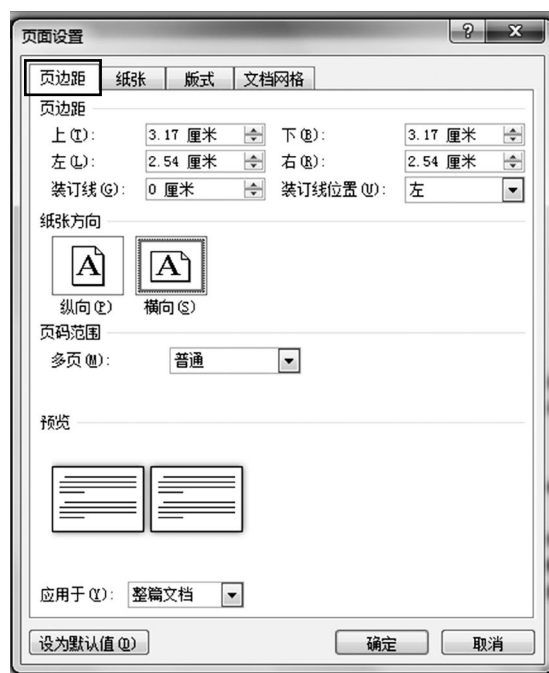 页面设置
页边距 纸张 版式 文档网格
页边距
上(T): 3.17 厘米 下(B): 3.17 厘米
左(L): 2.54 厘米 右(R): 2.54 厘米
装订线(G): 0 厘米 装订线位置(U): 左
纸张方向
A A
纵向(P) 横向(S)
页码范围
多页(M): 普通
预览
应用于(Y): 整篇文档
设为默认值(D) 确定 取消